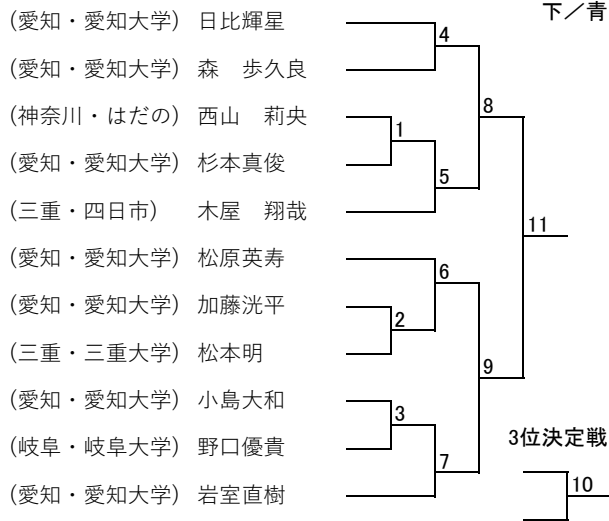 下／青
(愛知・愛知大学) 日比輝星
4
(愛知・愛知大学) 森　歩久良
8
(神奈川・はだの) 西山　莉央
1
(愛知・愛知大学) 杉本真俊
5
(三重・四日市) 木屋　翔哉
11
(愛知・愛知大学) 松原英寿
6
(愛知・愛知大学) 加藤洸平
2
(三重・三重大学) 松本明
9
(愛知・愛知大学) 小島大和
3
(岐阜・岐阜大学) 野口優貴
3位決定戦
7
(愛知・愛知大学) 岩室直樹
10